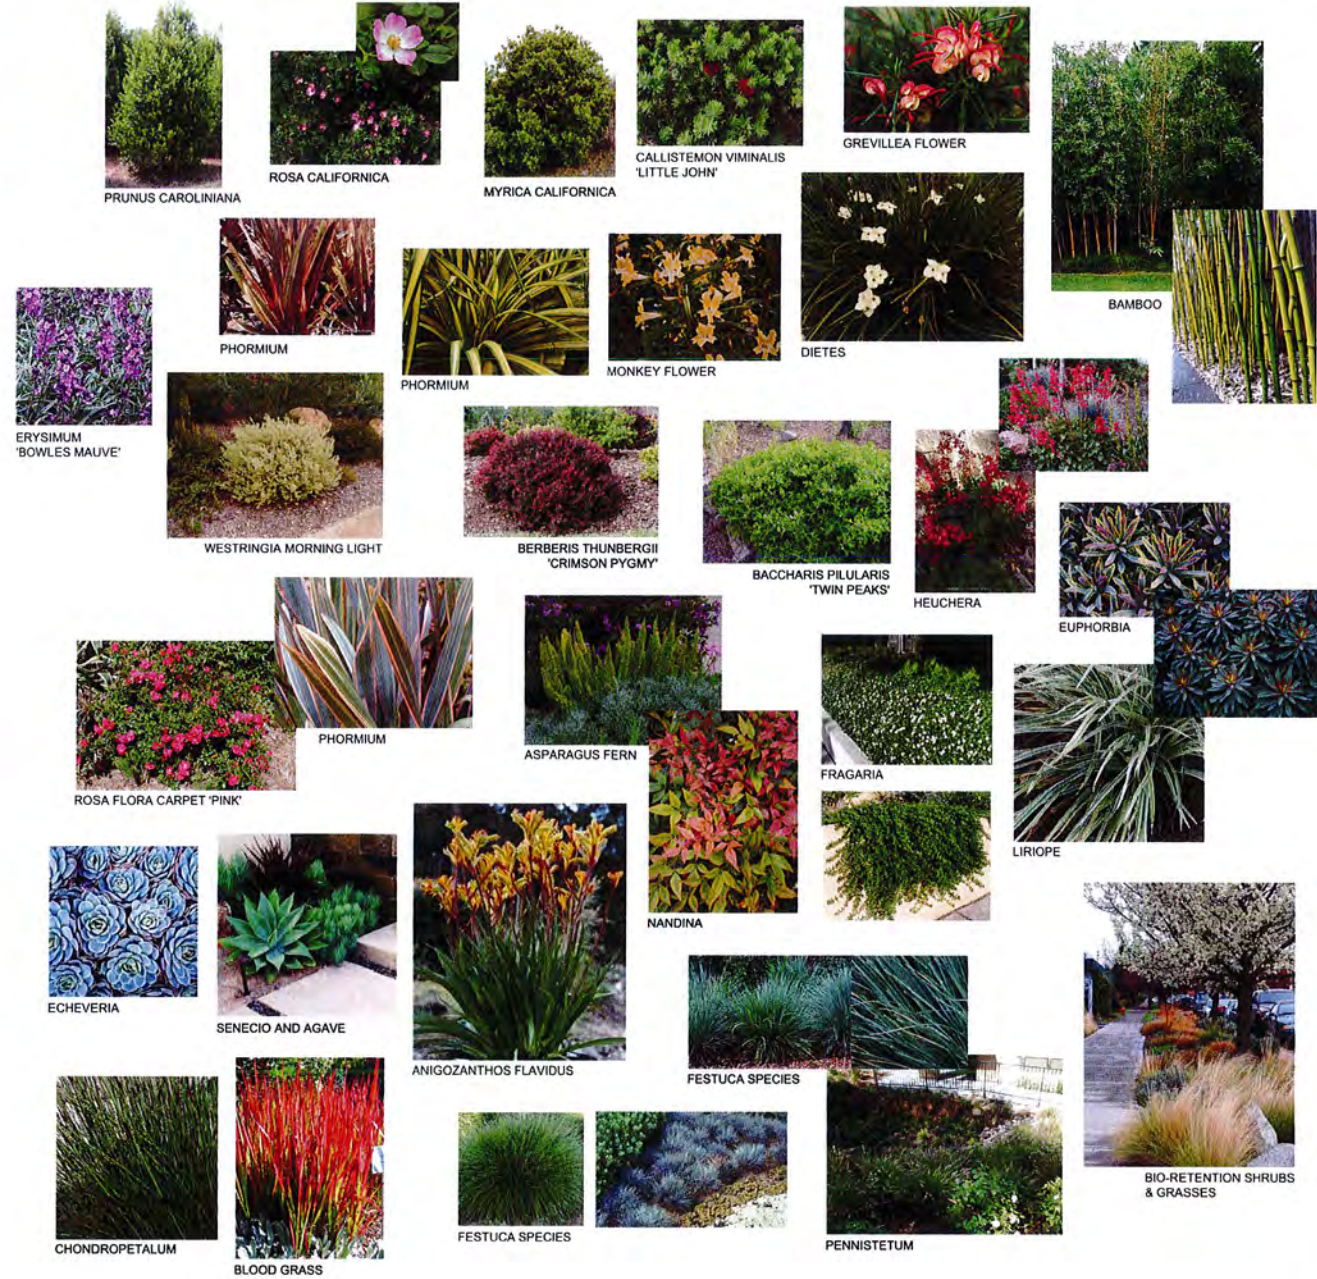 PRUNUS CAROLINIANA
ROSA CALIFORNICA
MYRICA CALIFORNICA
CALLISTEMON VIMINALIS
'LITTLE JOHN'
GREVILLEA FLOWER
BAMBOO
PHORMIUM
PHORMIUM
MONKEY FLOWER
DIETES
ERYSIMUM
'BOWLES MAUVE'
WESTRINGIA MORNING LIGHT
BERBERIS THUNBERGII
'CRIMSON PYGMY'
BACCHARIS PILULARIS
'TWIN PEAKS'
HEUCHERA
EUPHORBIA
ROSA FLORA CARPET 'PINK'
PHORMIUM
ASPARAGUS FERN
FRAGARIA
LIRIOPE
NANDINA
ECHEVERIA
SENECIO AND AGAVE
ANIGOZANTHOS FLAVIDUS
FESTUCA SPECIES
BIO-RETENTION SHRUBS
& GRASSES
CHONDROPETALUM
BLOOD GRASS
FESTUCA SPECIES
PENNISTETUM